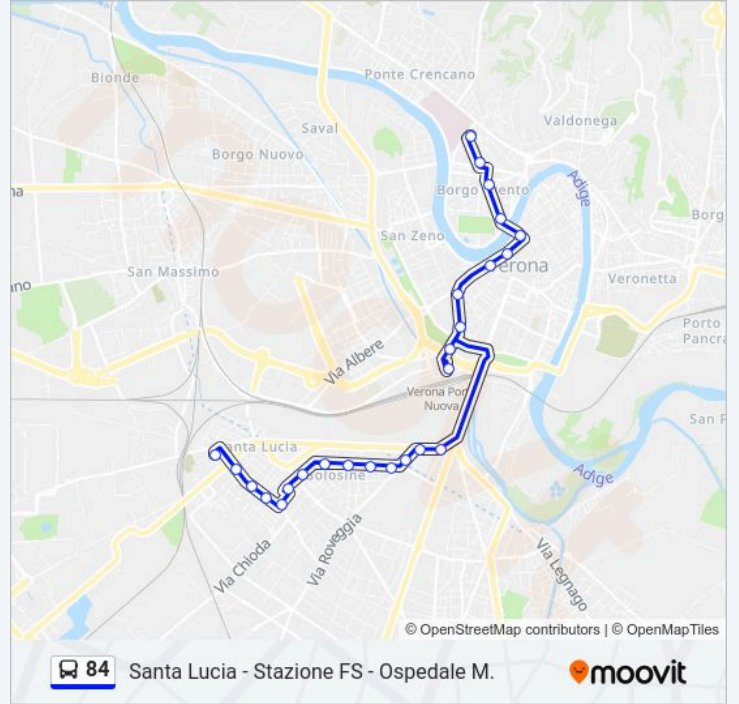 Ponte Crencano
Bionde
Valdonega
Saval
Borgo Nuovo
Adige
Borgo Trento
Borg
San Zeno
Verona
San Massimo
Veronetta
Porto
Pancra
Via Albere
Verona Por
Nuova
San P
Santa Lucia
Golosine
Adige
Via Chioda
Via Roveggia
Via Legnago
© OpenStreetMap contributors | © OpenMapTiles
84 Santa Lucia - Stazione FS - Ospedale M. moovit